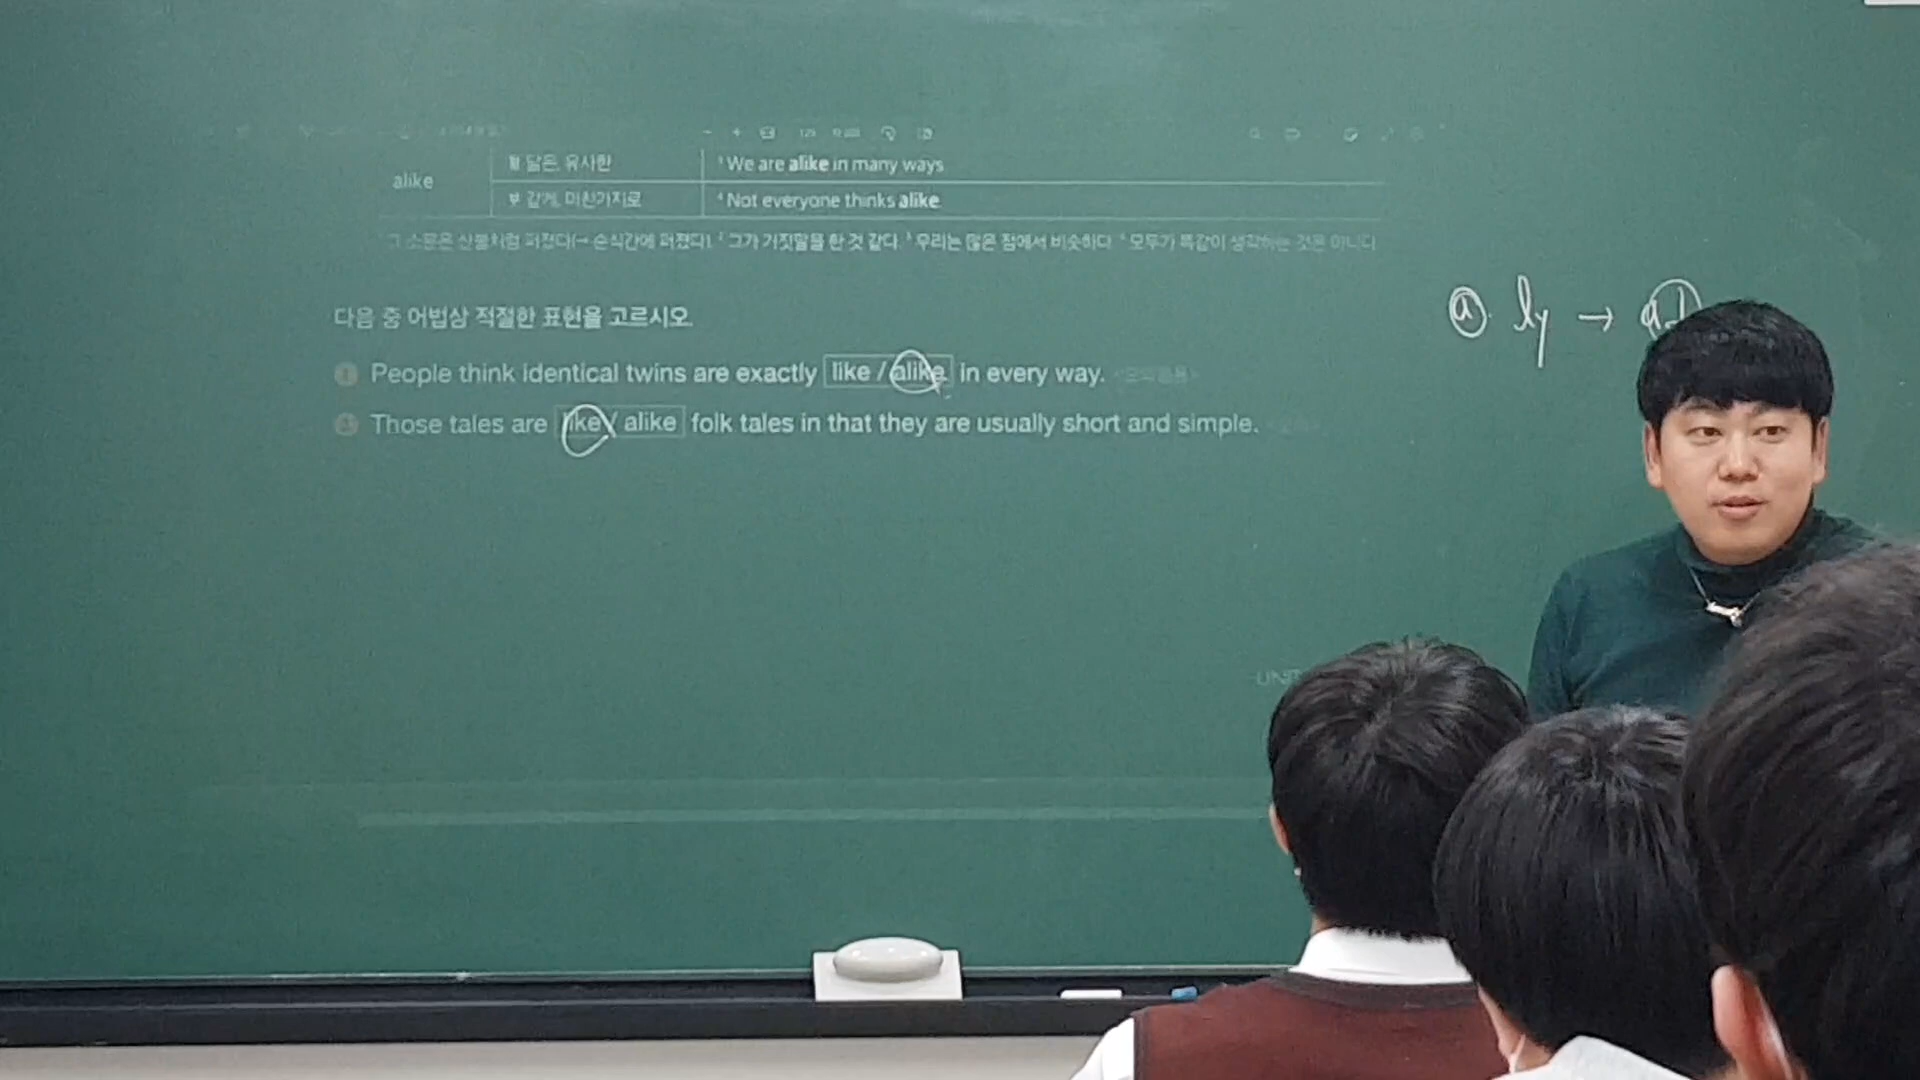 alike
닮은, 유사한
³ We are alike in many ways
부 같게, 마찬가지로
⁴ Not everyone thinks alike.
그 소문은 산불처럼 퍼졌다(→ 순식간에 퍼졌다). ² 그가 거짓말을 한 것 같다. ³ 우리는 많은 점에서 비슷하다. ⁴ 모두가 똑같이 생각하는 것은 아니다.
다음 중 어법상 적절한 표현을 고르시오.
People think identical twins are exactly like / alike in every way.
Those tales are like / alike folk tales in that they are usually short and simple.
ⓐ ly →
UNIT